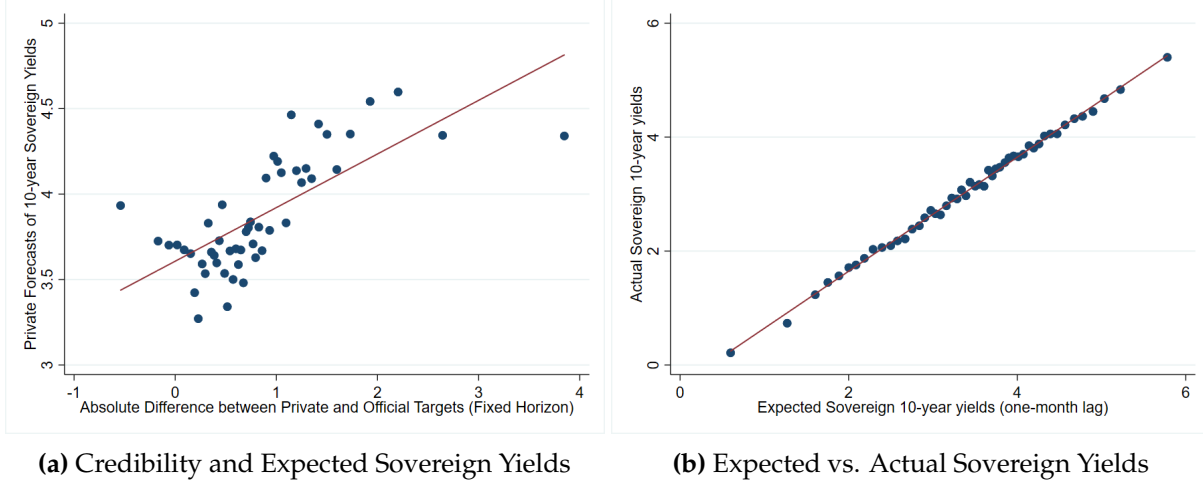 Private Forecasts of 10-year Sovereign Yields
5
4.5
4
3.5
3
-1 0 1 2 3 4
Absolute Difference between Private and Official Targets (Fixed Horizon)
(a) Credibility and Expected Sovereign Yields
Actual Sovereign 10-year yields
6
4
2
0
0 2 4 6
Expected Sovereign 10-year yields (one-month lag)
(b) Expected vs. Actual Sovereign Yields